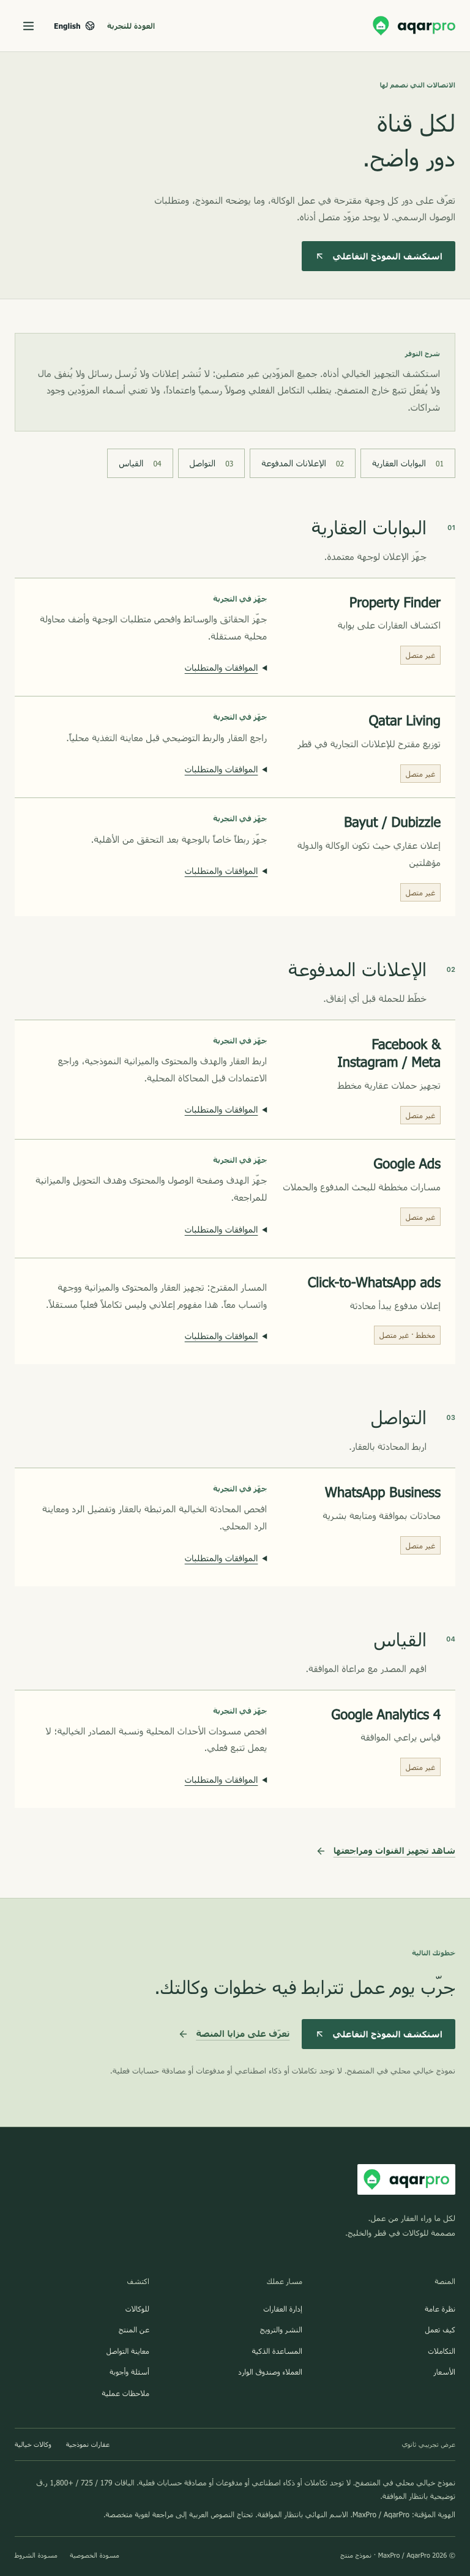 aqarpro
العودة للتجربة
English
الاتصالات التي نصمم لها
لكل قناة
دور واضح.
تعرّف على دور كل وجهة مقترحة في عمل الوكالة، وما يوضحه النموذج، ومتطلبات
الوصول الرسمي. لا يوجد مزوّد متصل أدناه.
استكشف النموذج التفاعلي
شرح التوفر
استكشف التجهيز الخيالي أدناه. جميع المزوّدين غير متصلين: لا تُنشر إعلانات ولا تُرسل رسائل ولا يُنفق مال
ولا يُفعّل تتبع خارج المتصفح. يتطلب التكامل الفعلي وصولاً رسمياً واعتماداً، ولا تعني أسماء المزوّدين وجود
شراكات.
01 البوابات العقارية
02 الإعلانات المدفوعة
03 التواصل
04 القياس
01
البوابات العقارية
جهّز الإعلان لوجهة معتمدة.
Property Finder
اكتشاف العقارات على بوابة
غير متصل
جهّز في التجربة
جهّز الحقائق والوسائط وافحص متطلبات الوجهة وأضف محاولة
محلية مستقلة.
الموافقات والمتطلبات
Qatar Living
توزيع مقترح للإعلانات التجارية في قطر
غير متصل
جهّز في التجربة
راجع العقار والربط التوضيحي قبل معاينة التغذية محلياً.
الموافقات والمتطلبات
Bayut / Dubizzle
إعلان عقاري حيث تكون الوكالة والدولة
مؤهلتين
غير متصل
جهّز في التجربة
جهّز ربطاً خاصاً بالوجهة بعد التحقق من الأهلية.
الموافقات والمتطلبات
02
الإعلانات المدفوعة
خطّط للحملة قبل أي إنفاق.
Facebook &
Instagram / Meta
تجهيز حملات عقارية مخطط
غير متصل
جهّز في التجربة
اربط العقار والهدف والمحتوى والميزانية النموذجية، وراجع
الاعتمادات قبل المحاكاة المحلية.
الموافقات والمتطلبات
Google Ads
مسارات مخططة للبحث المدفوع والحملات
غير متصل
جهّز في التجربة
جهّز الهدف وصفحة الوصول والمحتوى وهدف التحويل والميزانية
للمراجعة.
الموافقات والمتطلبات
Click-to-WhatsApp ads
إعلان مدفوع يبدأ محادثة
مخطط · غير متصل
المسار المقترح: تجهيز العقار والمحتوى والميزانية ووجهة
واتساب معاً. هذا مفهوم إعلاني وليس تكاملاً فعلياً مستقلاً.
الموافقات والمتطلبات
03
التواصل
اربط المحادثة بالعقار.
WhatsApp Business
محادثات بموافقة ومتابعة بشرية
غير متصل
جهّز في التجربة
افحص المحادثة الخيالية المرتبطة بالعقار وتفضيل الرد ومعاينة
الرد المحلي.
الموافقات والمتطلبات
04
القياس
افهم المصدر مع مراعاة الموافقة.
Google Analytics 4
قياس يراعي الموافقة
غير متصل
جهّز في التجربة
افحص مسودات الأحداث المحلية ونسبة المصادر الخيالية؛ لا
يعمل تتبع فعلي.
الموافقات والمتطلبات
شاهد تجهيز القنوات ومراجعتها
خطوتك التالية
جرّب يوم عمل تترابط فيه خطوات وكالتك.
استكشف النموذج التفاعلي
تعرّف على مزايا المنصة
نموذج خيالي محلي في المتصفح. لا توجد تكاملات أو ذكاء اصطناعي أو مدفوعات أو مصادقة حسابات فعلية.
aqarpro
لكل ما وراء العقار من عمل.
مصممة للوكالات في قطر والخليج.
المنصة
نظرة عامة
كيف تعمل
التكاملات
الأسعار
مسار عملك
إدارة العقارات
النشر والترويج
المساعدة الذكية
العملاء وصندوق الوارد
اكتشف
للوكالات
عن المنتج
معاينة التواصل
أسئلة وأجوبة
ملاحظات عملية
عرض تجريبي ثانوي
عقارات نموذجية
وكالات خيالية
نموذج خيالي محلي في المتصفح. لا توجد تكاملات أو ذكاء اصطناعي أو مدفوعات أو مصادقة حسابات فعلية. الباقات 179 / 725 / +1,800 ر.ق
توضيحية بانتظار الموافقة.
الهوية المؤقتة: MaxPro / AqarPro. الاسم النهائي بانتظار الموافقة. تحتاج النصوص العربية إلى مراجعة لغوية متخصصة.
© 2026 MaxPro / AqarPro · نموذج منتج
مسودة الخصوصية
مسودة الشروط